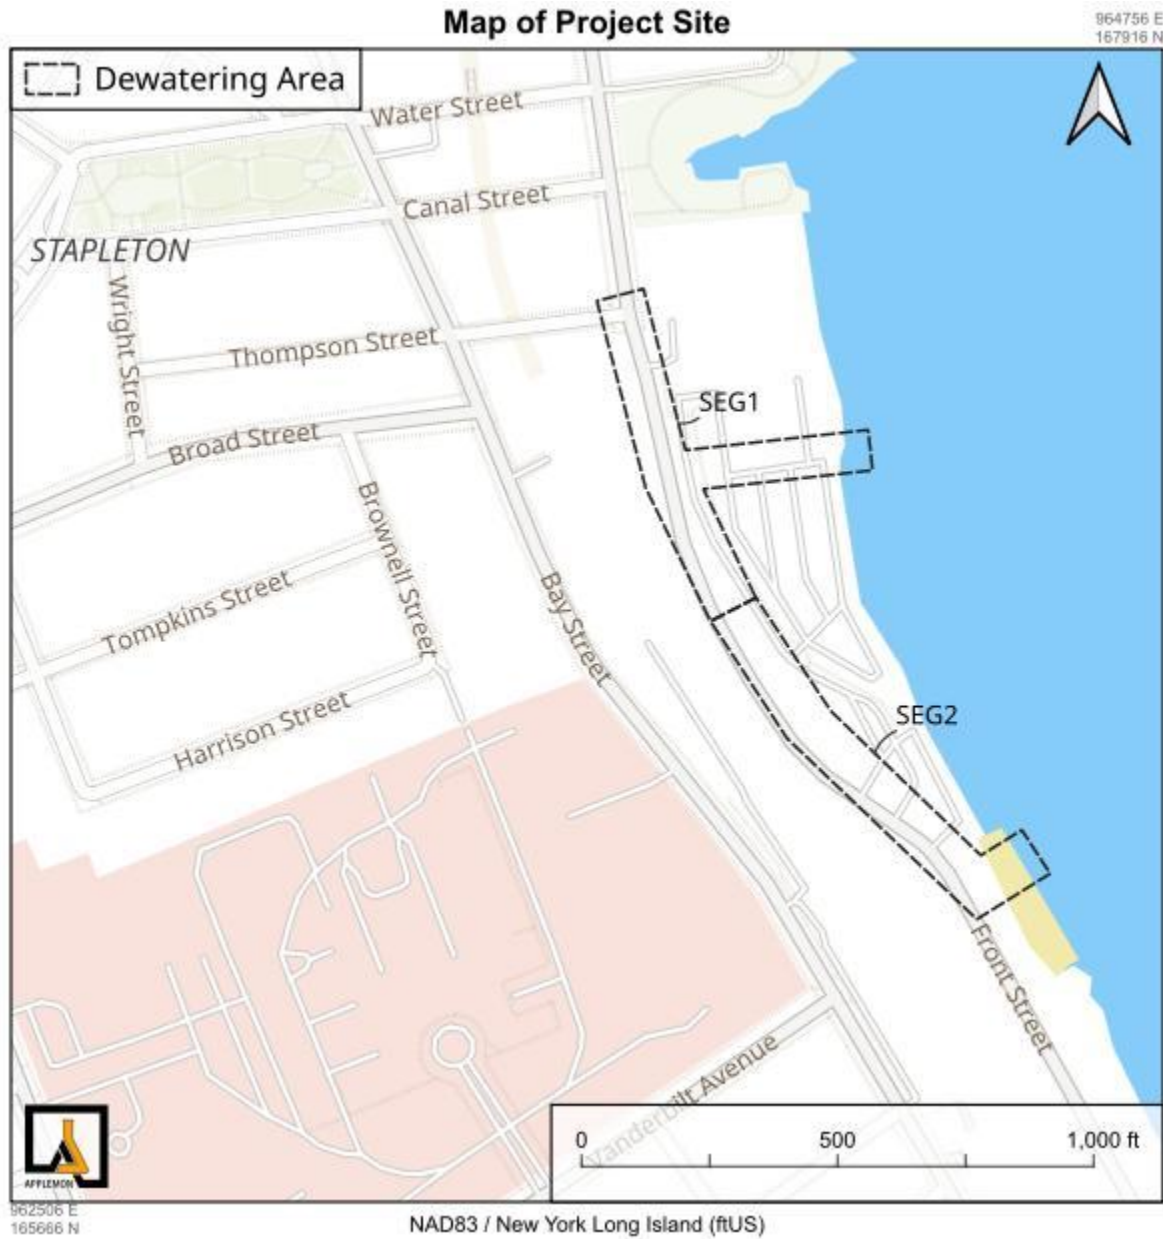 Map of Project Site
964756 E
167916 N
Dewatering Area
Water Street
Canal Street
STAPLETON
Wright Street
Thompson Street
SEG1
Broad Street
Brownell Street
Tompkins Street
Bay Street
Harrison Street
SEG2
Front Street
Vanderbilt Avenue
0 500 1,000 ft
APPLEMON
962506 E
165666 N
NAD83 / New York Long Island (ftUS)